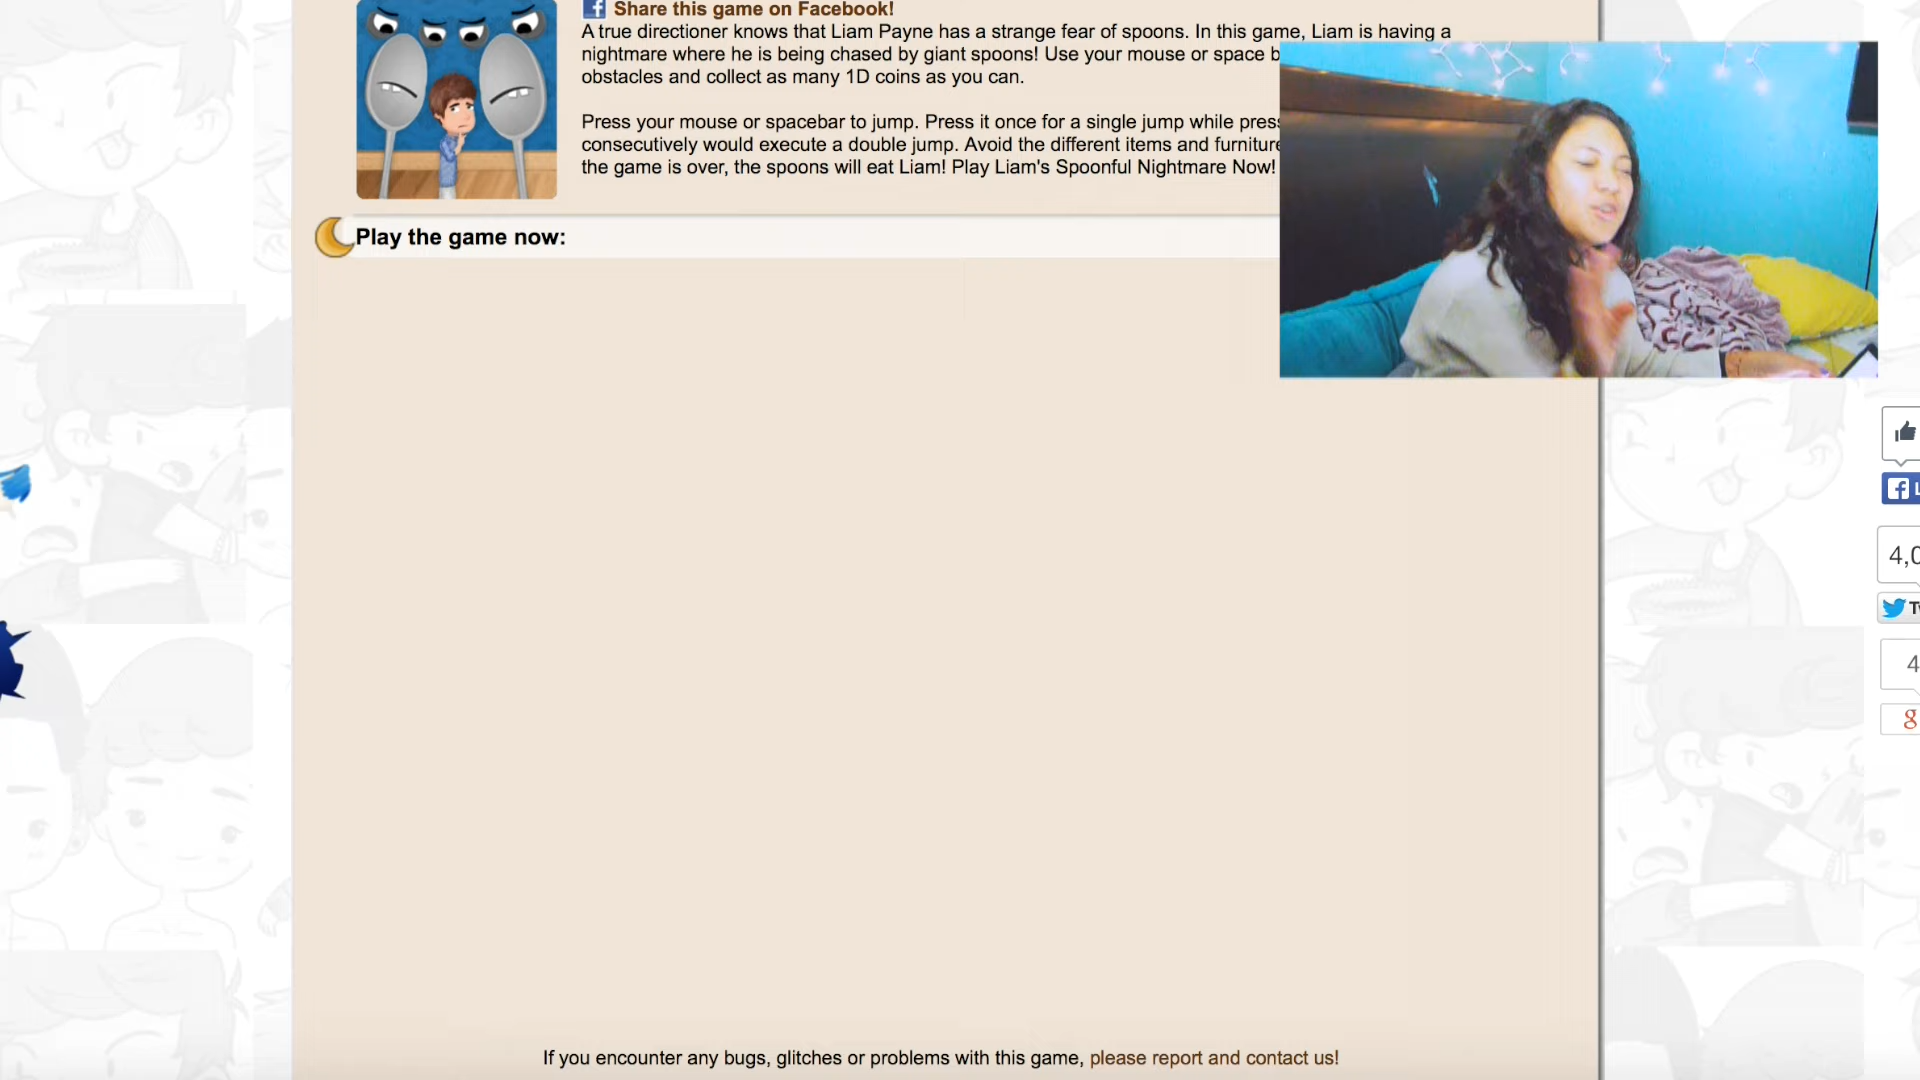 Share this game on Facebook!
A true directioner knows that Liam Payne has a strange fear of spoons. In this game, Liam is having a
nightmare where he is being chased by giant spoons! Use your mouse or space
obstacles and collect as many 1D coins as you can.
Press your mouse or spacebar to jump. Press it once for a single jump while
consecutively would execute a double jump. Avoid the different items and
the game is over, the spoons will eat Liam! Play Liam's Spoonful Nightmare Now!
Play the game now:
If you encounter any bugs, glitches or problems with this game, please report and contact us!